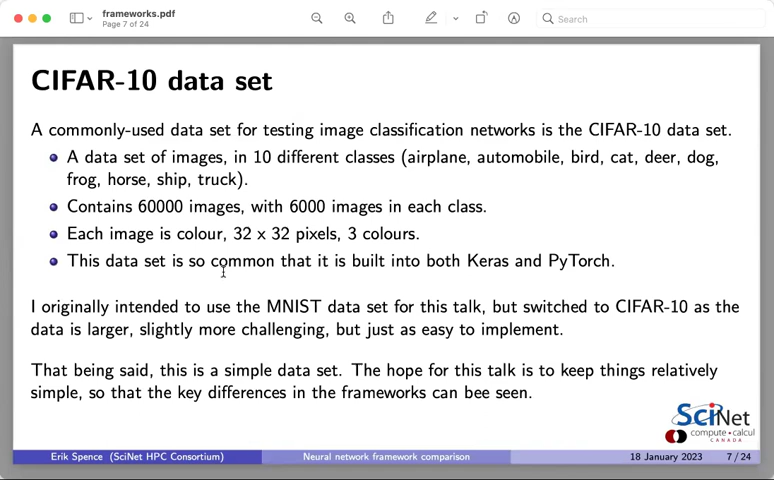 frameworks.pdf
Page 7 of 24
Search
CIFAR-10 data set
A commonly-used data set for testing image classification networks is the CIFAR-10 data set.
A data set of images, in 10 different classes (airplane, automobile, bird, cat, deer, dog,
frog, horse, ship, truck).
Contains 60000 images, with 6000 images in each class.
Each image is colour, 32 x 32 pixels, 3 colours.
This data set is so common that it is built into both Keras and PyTorch.
I originally intended to use the MNIST data set for this talk, but switched to CIFAR-10 as the
data is larger, slightly more challenging, but just as easy to implement.
That being said, this is a simple data set. The hope for this talk is to keep things relatively
simple, so that the key differences in the frameworks can bee seen.
SciNet
compute • calcul
CANADA
Erik Spence (SciNet HPC Consortium)
Neural network framework comparison
18 January 2023
7 / 24